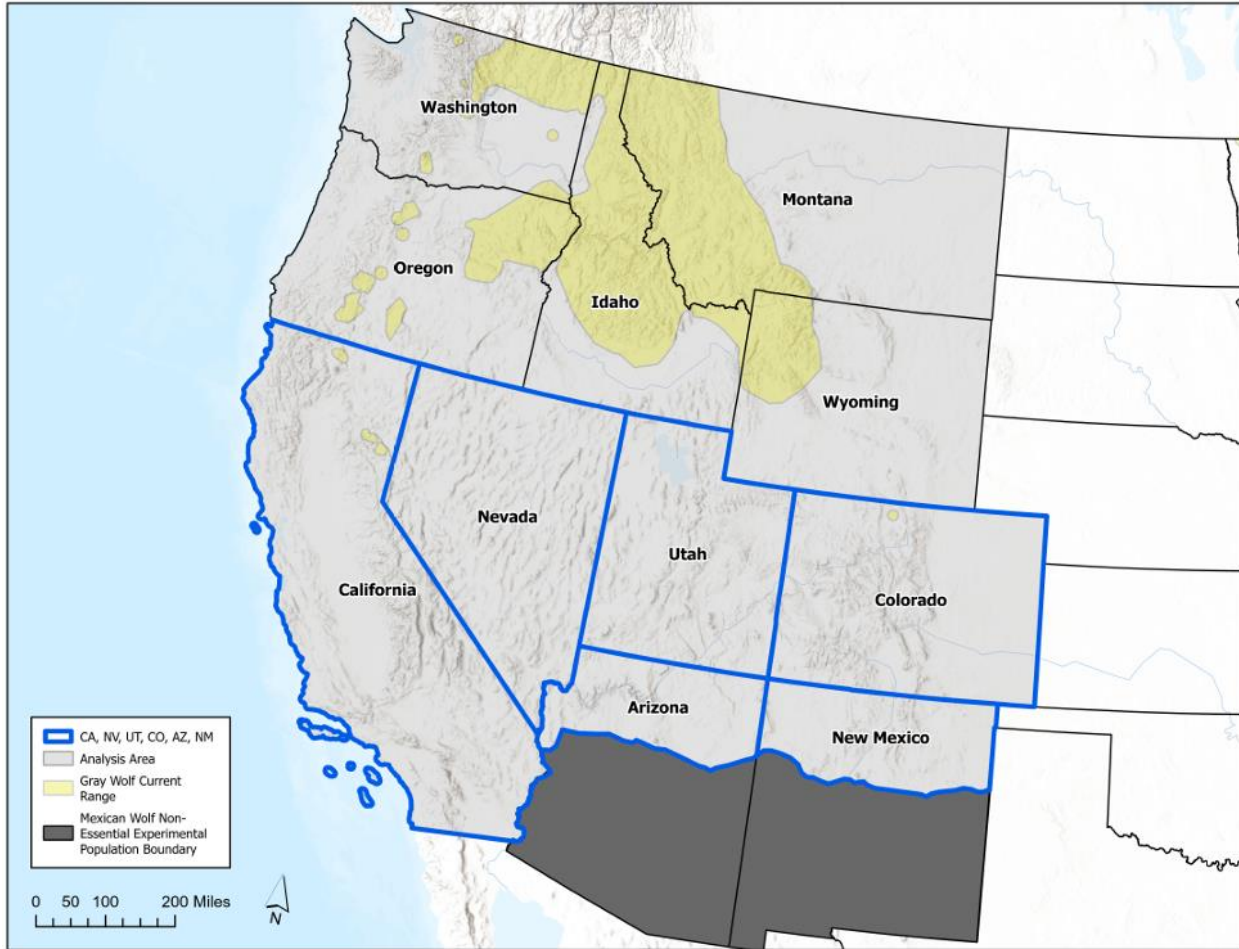 Washington
Montana
Oregon
Idaho
Wyoming
Nevada
Utah
California
Colorado
Arizona
New Mexico
CA, NV, UT, CO, AZ, NM
Analysis Area
Gray Wolf Current
Range
Mexican Wolf Non-
Essential Experimental
Population Boundary
0 50 100 200 Miles
N